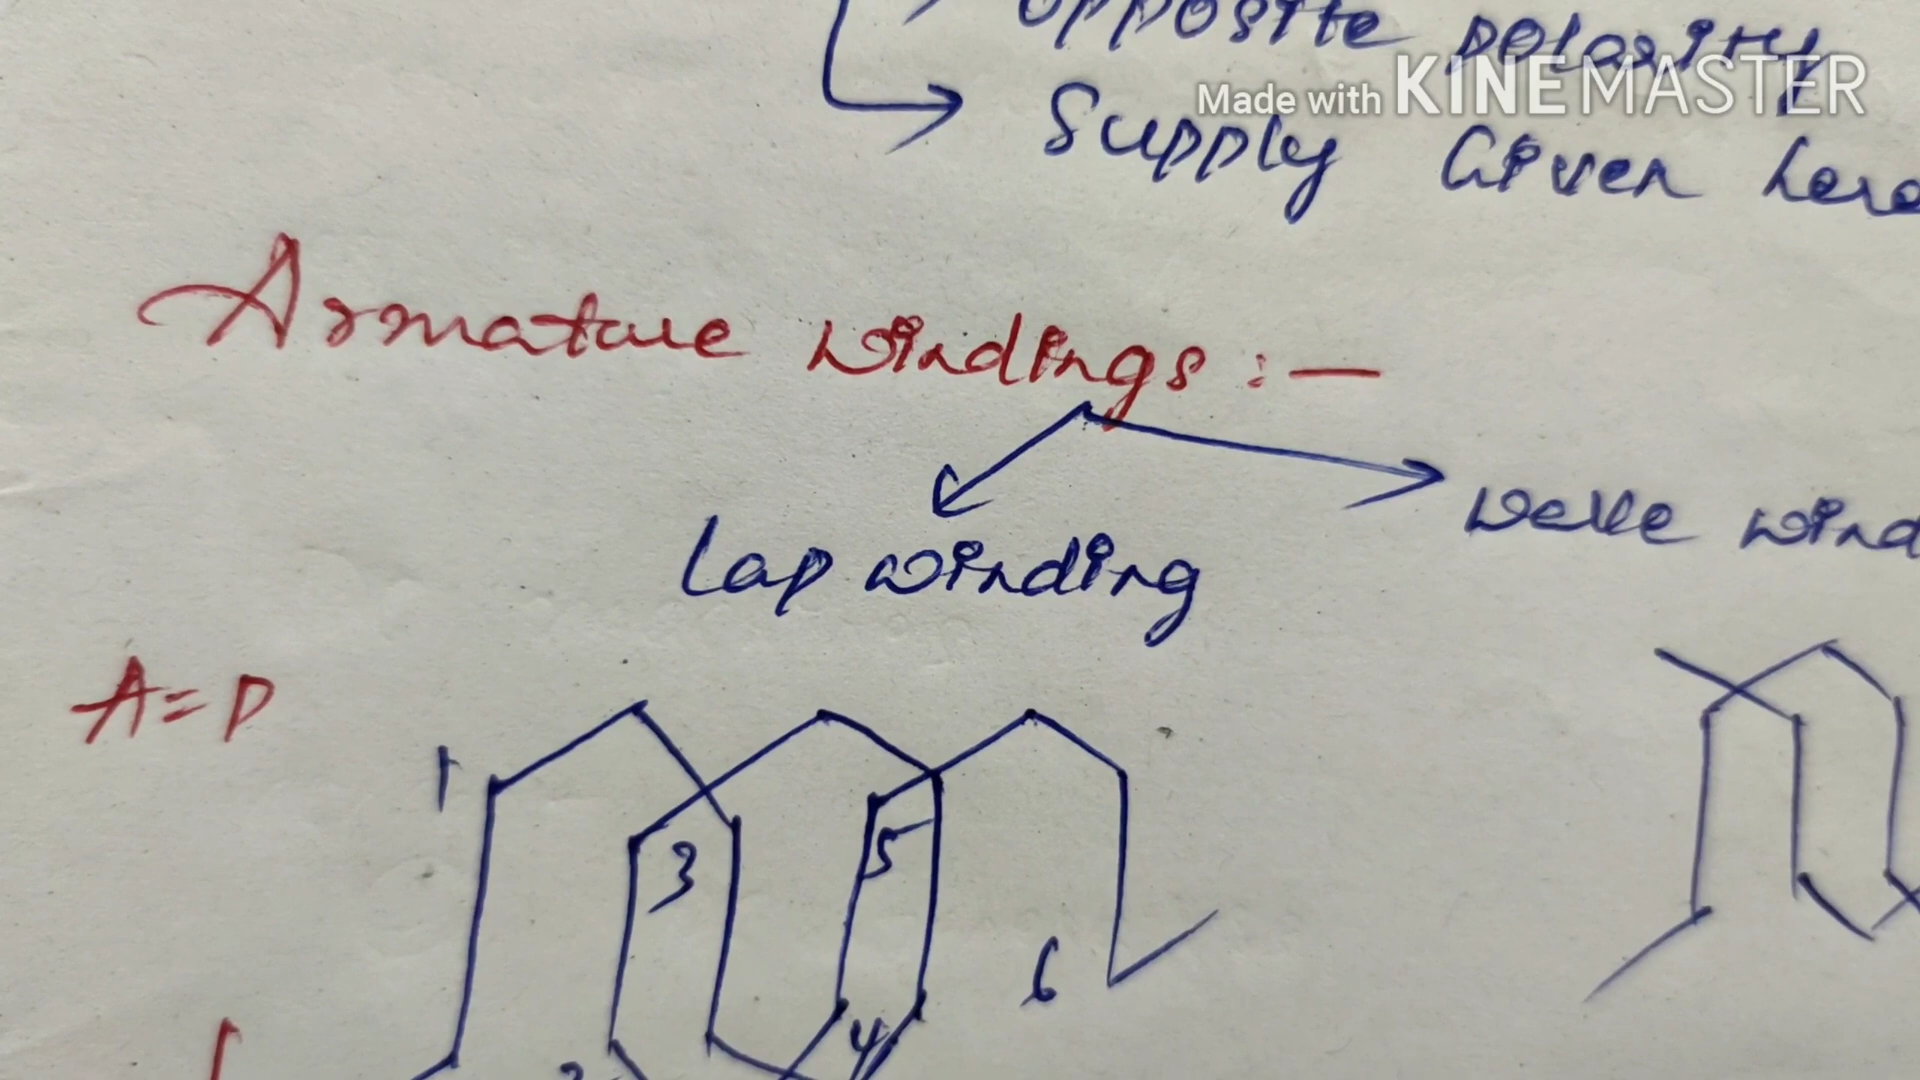 opposite polarity
Made with KINEMASTER
Supply Given here
Armature windings :-
Lap winding
wave wind
A=P
1
3
5
6
4
2